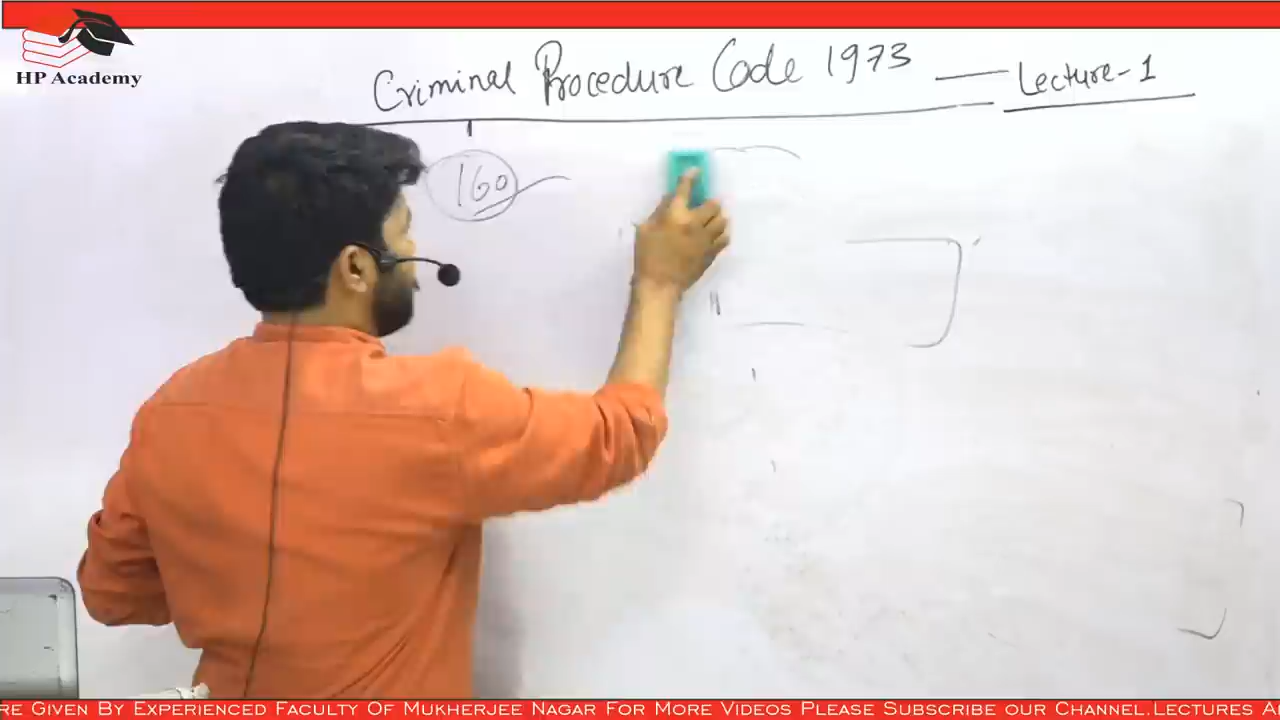 HP Academy
Criminal Procedure Code 1973 — Lecture-1
160
RE GIVEN BY EXPERIENCED FACULTY OF MUKHERJEE NAGAR FOR MORE VIDEOS PLEASE SUBSCRIBE OUR CHANNEL.LECTURES A